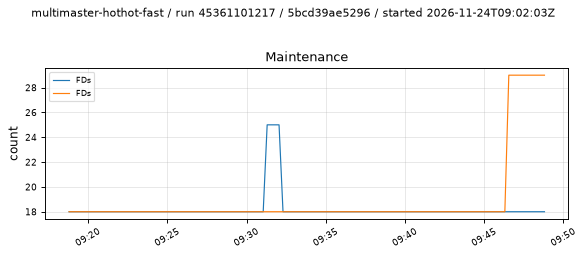 multimaster-hothot-fast / run 45361101217 / 5bcd39ae5296 / started 2026-11-24T09:02:03Z
Maintenance
FDs
FDs
count
28
26
24
22
20
18
09:20
09:25
09:30
09:35
09:40
09:45
09:50